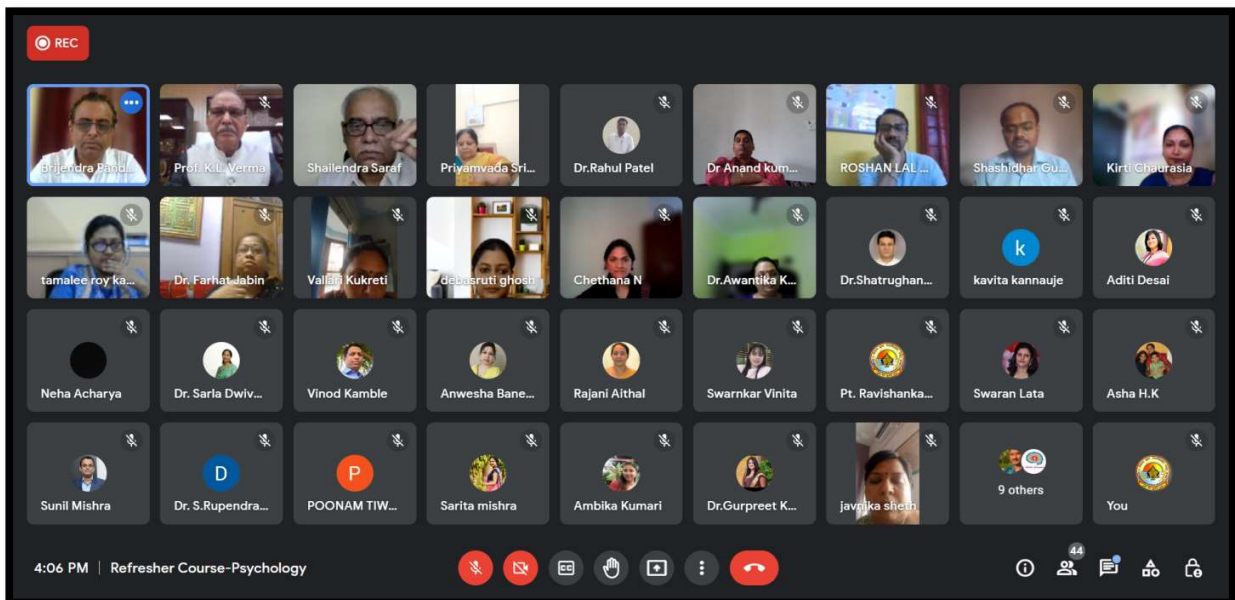 REC
Brijendra Pand...
Prof. K.L. Verma
Shailendra Saraf
Priyamvada Sri...
Dr.Rahul Patel
Dr Anand kum...
ROSHAN LAL ...
Shashidhar Gu...
Kirti Chaurasia
tamalee roy ka...
Dr. Farhat Jabin
Vallari Kukreti
debasruti ghosh
Chethana N
Dr.Awantika K...
Dr.Shatrughan...
k
kavita kannauje
Aditi Desai
Neha Acharya
Dr. Sarla Dwiv...
Vinod Kamble
Anwesha Bane...
Rajani Aithal
Swarnkar Vinita
Pt. Ravishanka...
Swaran Lata
Asha H.K
Sunil Mishra
D
Dr. S.Rupendra...
P
POONAM TIW...
Sarita mishra
Ambika Kumari
Dr.Gurpreet K...
javnika sheth
9 others
You
4:06 PM | Refresher Course-Psychology
CC
44